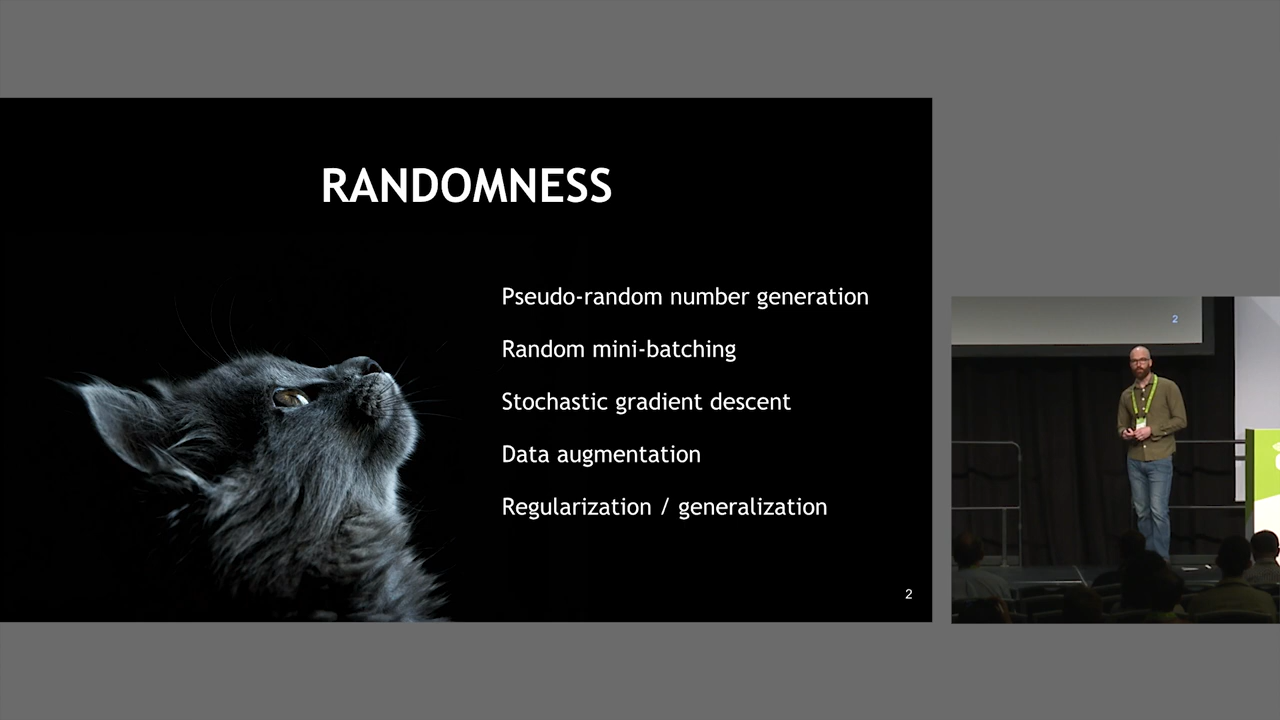 RANDOMNESS
Pseudo-random number generation
Random mini-batching
Stochastic gradient descent
Data augmentation
Regularization / generalization
2
2